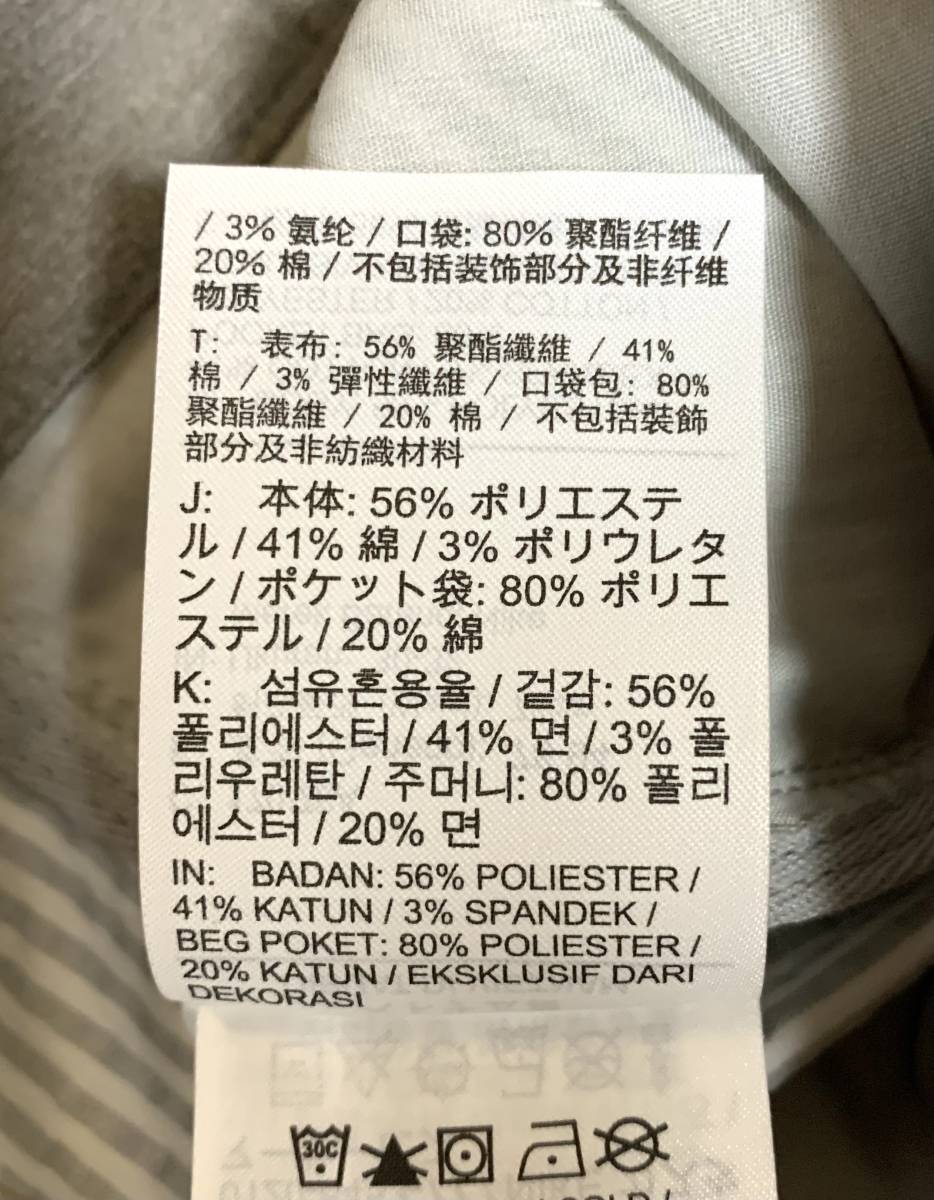 / 3% 氨纶 / 口袋: 80% 聚酯纤维 /
20% 棉 / 不包括装饰部分及非纤维
物质
T: 表布: 56% 聚酯纖維 / 41%
棉 / 3% 彈性纖維 / 口袋包: 80%
聚酯纖維 / 20% 棉 / 不包括裝飾
部分及非紡織材料
J: 本体: 56% ポリエステ
ル / 41% 綿 / 3% ポリウレタ
ン / ポケット袋: 80% ポリエ
ステル / 20% 綿
K: 섬유혼용율 / 겉감: 56%
폴리에스터 / 41% 면 / 3% 폴
리우레탄 / 주머니: 80% 폴리
에스터 / 20% 면
IN: BADAN: 56% POLIESTER /
41% KATUN / 3% SPANDEK /
BEG POKET: 80% POLIESTER /
20% KATUN / EKSKLUSIF DARI
DEKORASI
30C